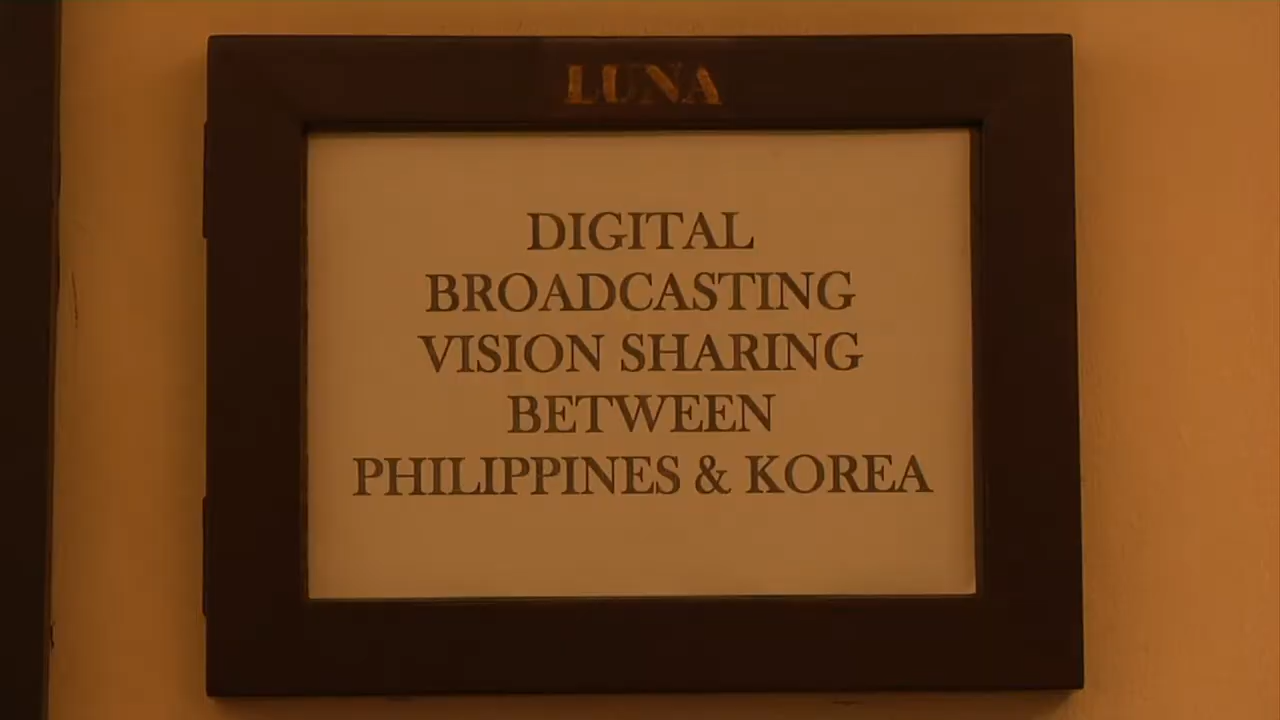 LUNA
DIGITAL
BROADCASTING
VISION SHARING
BETWEEN
PHILIPPINES & KOREA